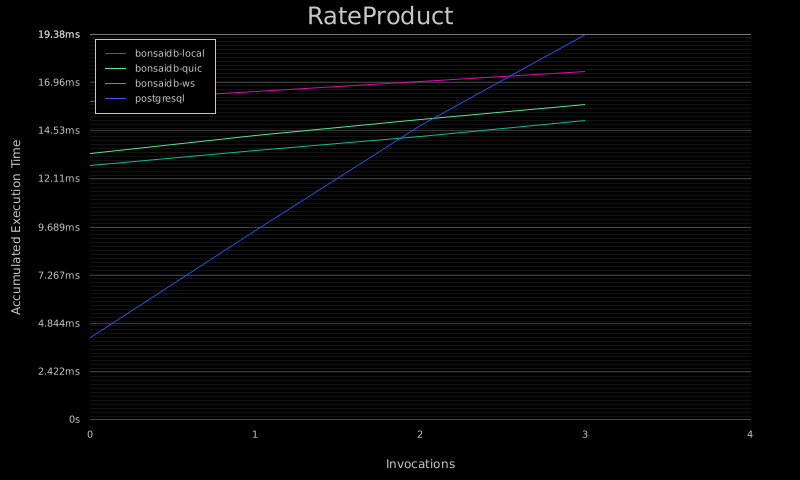 RateProduct
19.38ms
bonsaidb-local
bonsaidb-quic
bonsaidb-ws
postgresql
16.96ms
14.53ms
12.11ms
9.689ms
7.267ms
4.844ms
2.422ms
0s
Accumulated Execution Time
0 1 2 3 4
Invocations